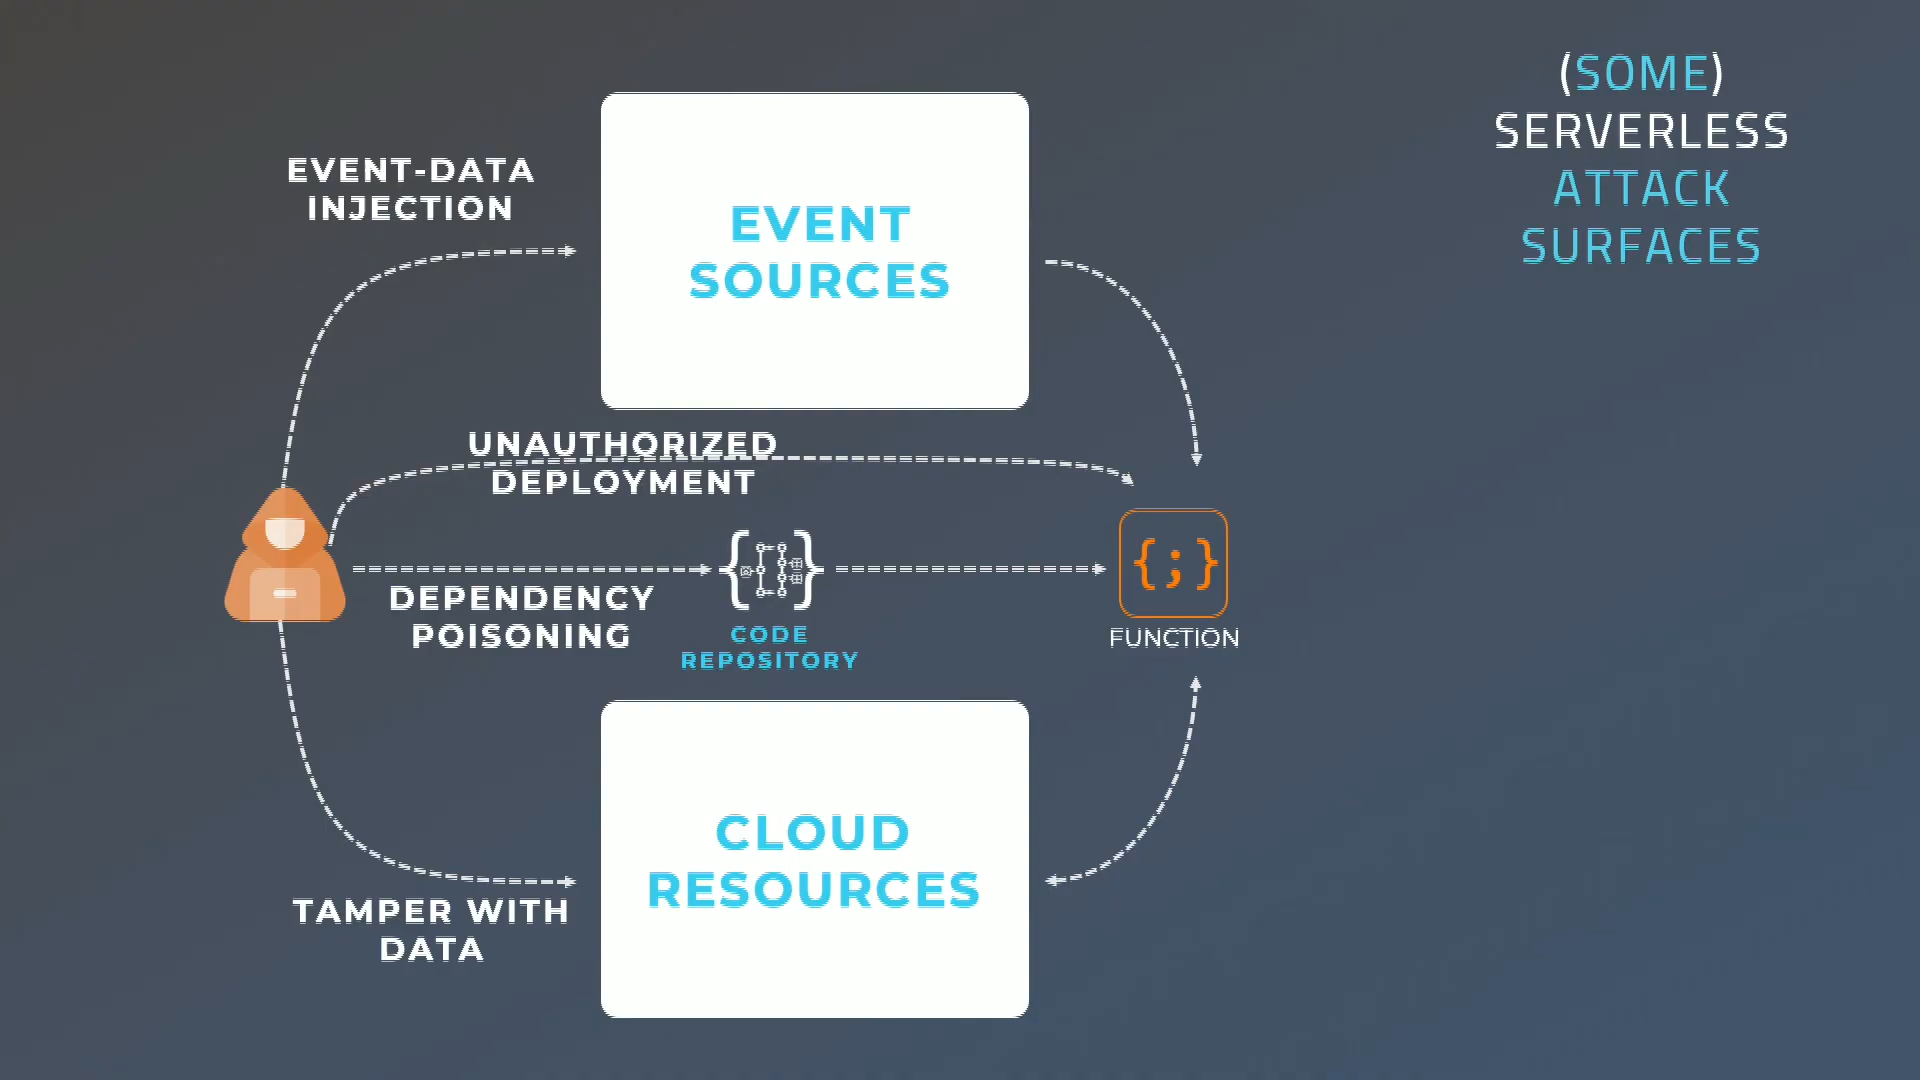 (SOME)
SERVERLESS
ATTACK
SURFACES
EVENT-DATA
INJECTION
EVENT
SOURCES
UNAUTHORIZED
DEPLOYMENT
{;}
FUNCTION
DEPENDENCY
POISONING
CODE
REPOSITORY
CLOUD
RESOURCES
TAMPER WITH
DATA